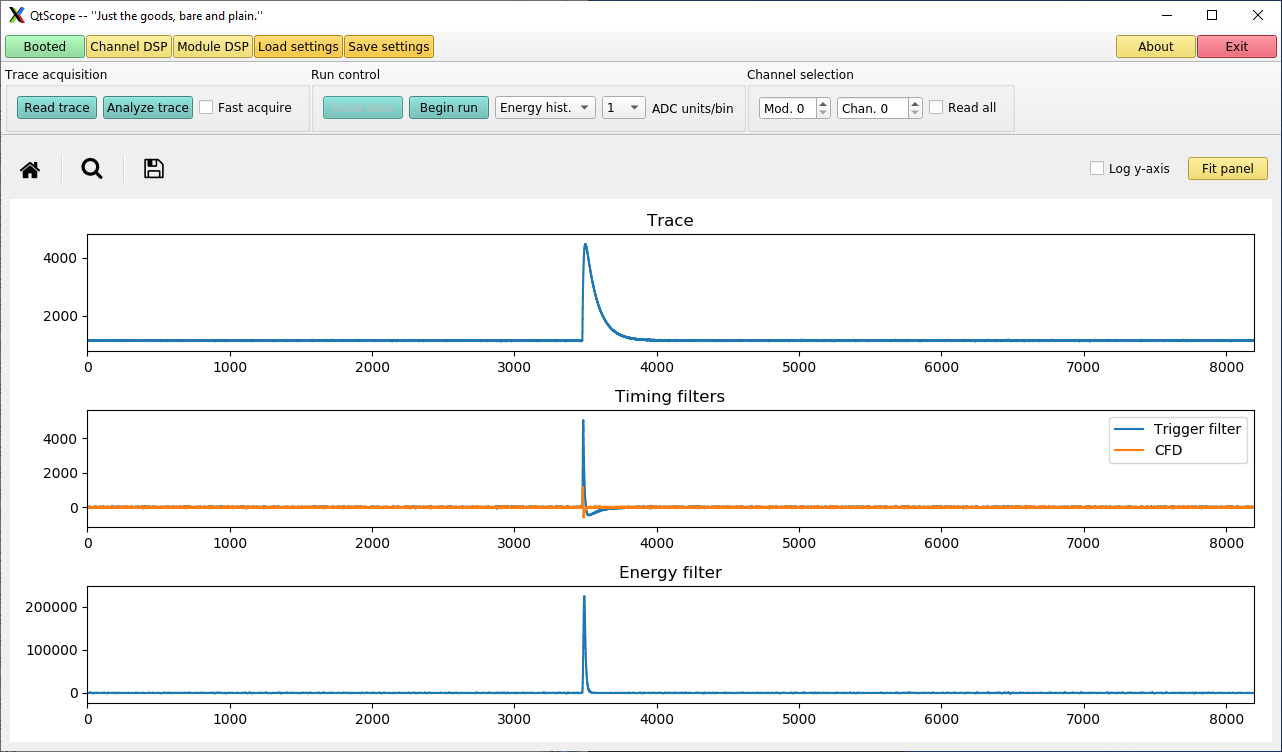 QtScope -- "Just the goods, bare and plain."
Booted Channel DSP Module DSP Load settings Save settings About Exit
Trace acquisition Run control Channel selection
Read trace Analyze trace Fast acquire Begin run Energy hist. 1 ADC units/bin Mod. 0 Chan. 0 Read all
Log y-axis Fit panel
Trace
4000
2000
0 1000 2000 3000 4000 5000 6000 7000 8000
Timing filters
Trigger filter
CFD
4000
2000
0
0 1000 2000 3000 4000 5000 6000 7000 8000
Energy filter
200000
100000
0
0 1000 2000 3000 4000 5000 6000 7000 8000